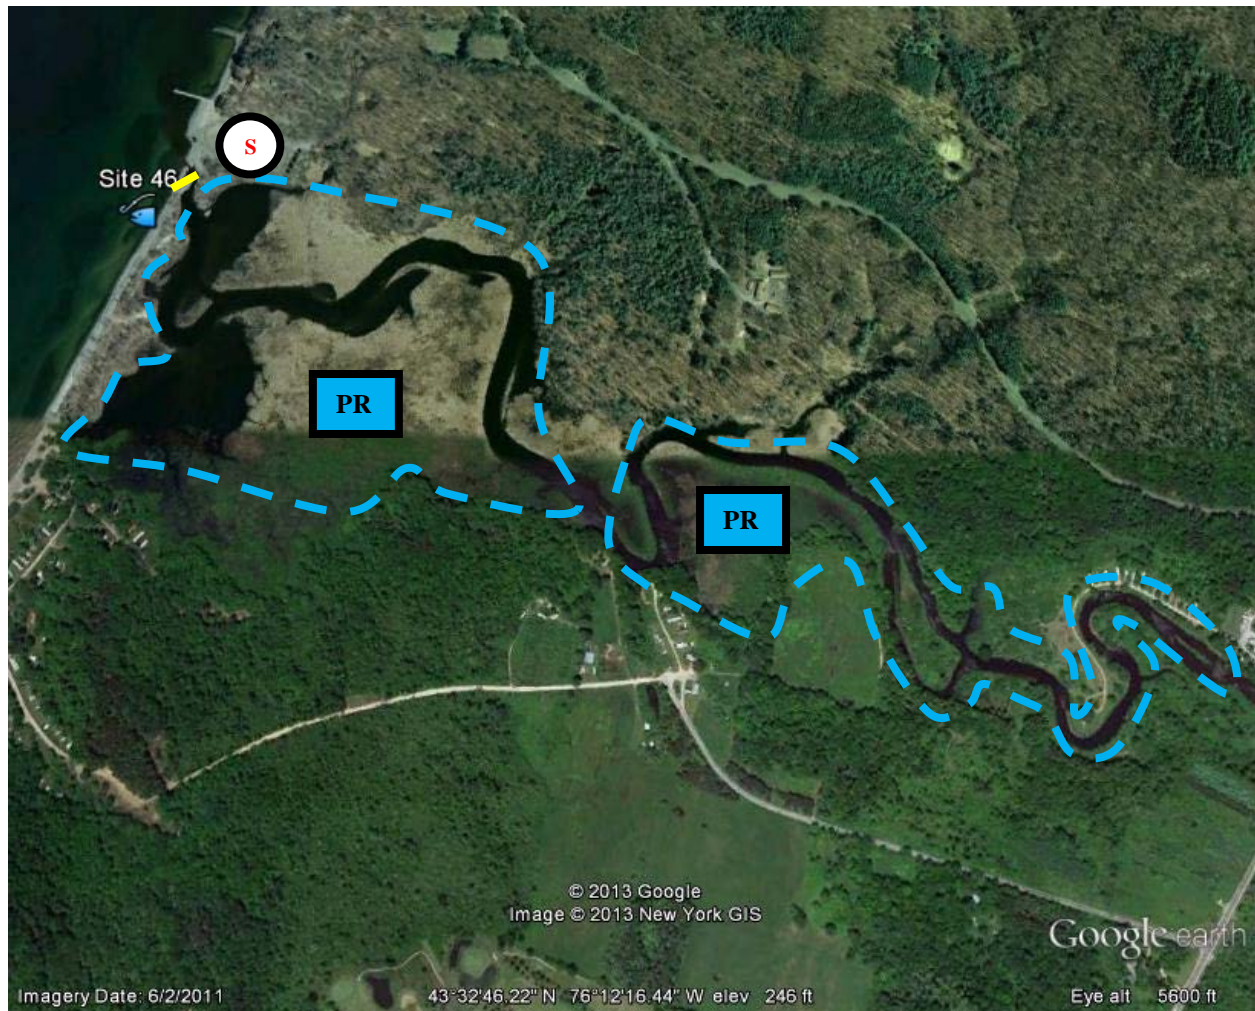 S
Site 46
PR
PR
© 2013 Google
Image © 2013 New York GIS
Google earth
Imagery Date: 6/2/2011
43°32'46.22" N 76°12'16.44" W elev 246 ft
Eye alt 5600 ft